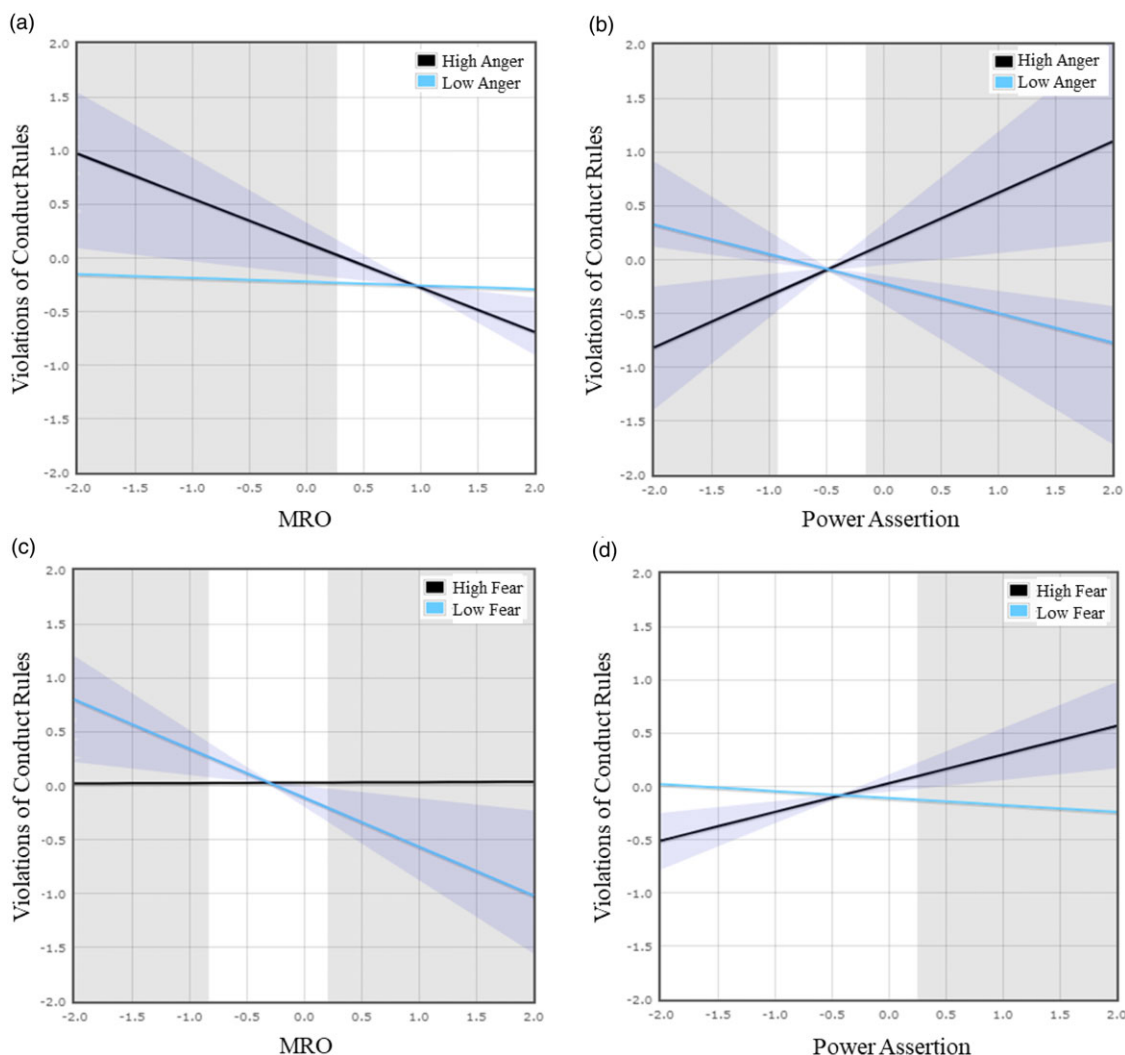 (a)
High Anger
Low Anger
Violations of Conduct Rules
2.0
1.5
1.0
0.5
0.0
-0.5
-1.0
-1.5
-2.0
-2.0 -1.5 -1.0 -0.5 0.0 0.5 1.0 1.5 2.0
MRO
(b)
High Anger
Low Anger
Violations of Conduct Rules
2.0
1.5
1.0
0.5
0.0
-0.5
-1.0
-1.5
-2.0
-2.0 -1.5 -1.0 -0.5 0.0 0.5 1.0 1.5 2.0
Power Assertion
(c)
High Fear
Low Fear
Violations of Conduct Rules
2.0
1.5
1.0
0.5
0.0
-0.5
-1.0
-1.5
-2.0
-2.0 -1.5 -1.0 -0.5 0.0 0.5 1.0 1.5 2.0
MRO
(d)
High Fear
Low Fear
Violations of Conduct Rules
2.0
1.5
1.0
0.5
0.0
-0.5
-1.0
-1.5
-2.0
-2.0 -1.5 -1.0 -0.5 0.0 0.5 1.0 1.5 2.0
Power Assertion